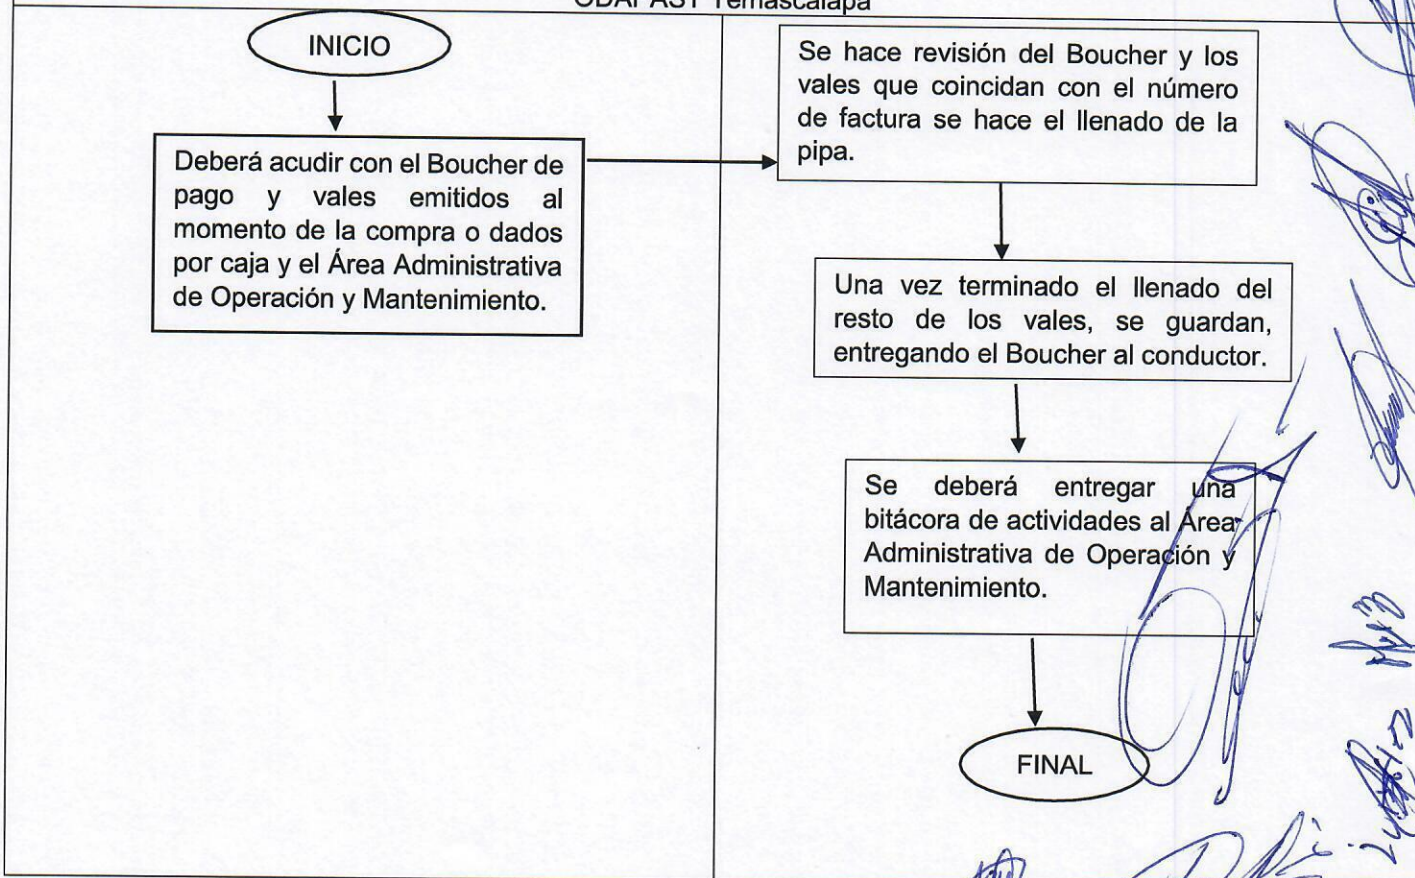 Temascalapa
INICIO
Deberá acudir con el Boucher de
pago y vales emitidos al
momento de la compra o dados
por caja y el Área Administrativa
de Operación y Mantenimiento.
Se hace revisión del Boucher y los
vales que coincidan con el número
de factura se hace el llenado de la
pipa.
Una vez terminado el llenado del
resto de los vales, se guardan,
entregando el Boucher al conductor.
Se deberá entregar una
bitácora de actividades al Área
Administrativa de Operación y
Mantenimiento.
FINAL